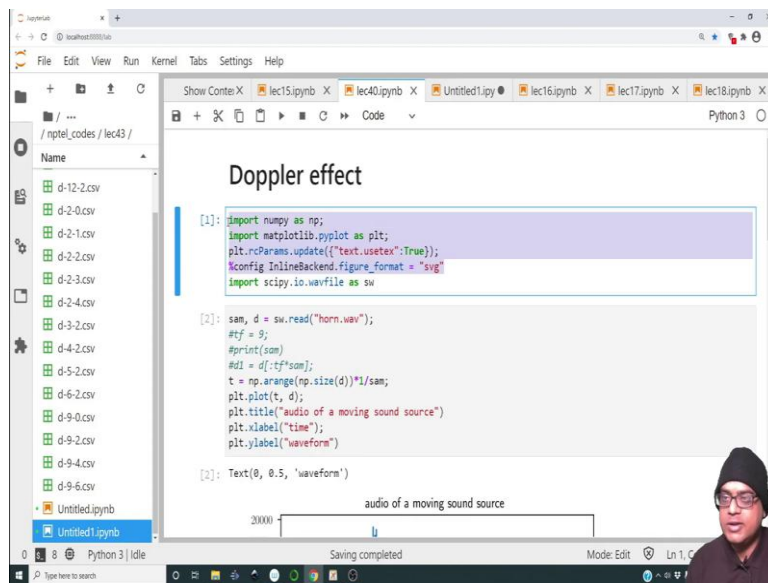 JupyterLab
localhost:8888/lab
File Edit View Run Kernel Tabs Settings Help
Show Conte X lec15.ipynb X lec40.ipynb X Untitled1.ipy lec16.ipynb X lec17.ipynb X lec18.ipynb X
/ ...
/ nptel_codes / lec43 /
Code
Python 3
Name
d-12-2.csv
d-2-0.csv
d-2-1.csv
d-2-2.csv
d-2-3.csv
d-2-4.csv
d-3-2.csv
d-4-2.csv
d-5-2.csv
d-6-2.csv
d-9-0.csv
d-9-2.csv
d-9-4.csv
d-9-6.csv
Untitled.ipynb
Untitled1.ipynb
Doppler effect
[1]: import numpy as np;
import matplotlib.pyplot as plt;
plt.rcParams.update({"text.usetex":True});
%config InlineBackend.figure_format = "svg"
import scipy.io.wavfile as sw
[2]: sam, d = sw.read("horn.wav");
#tf = 9;
#print(sam)
#d1 = d[:tf*sam];
t = np.arange(np.size(d))*1/sam;
plt.plot(t, d);
plt.title("audio of a moving sound source")
plt.xlabel("time");
plt.ylabel("waveform")
[2]: Text(0, 0.5, 'waveform')
audio of a moving sound source
20000
0 8 Python 3 | Idle Saving completed Mode: Edit Ln 1, C
Type here to search